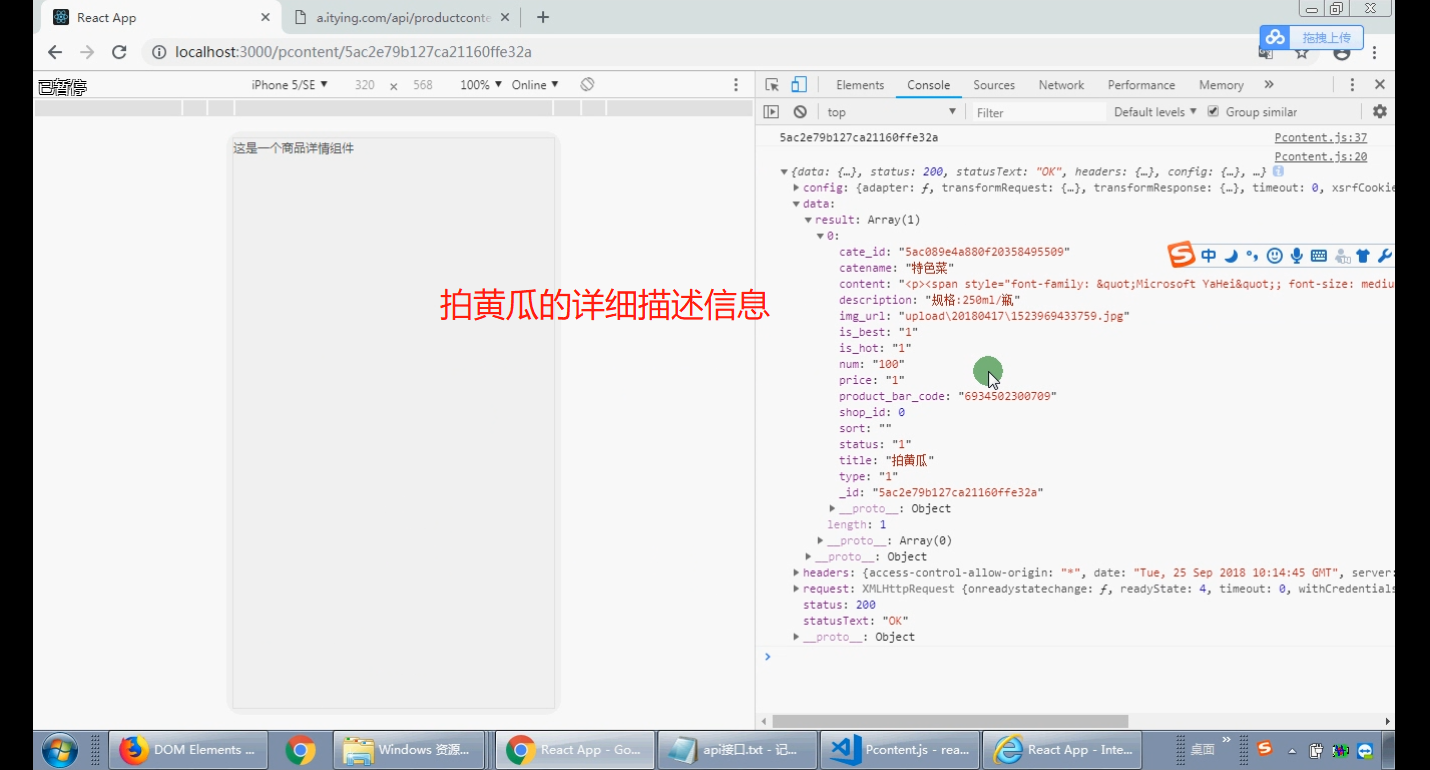 React App
a.itying.com/api/productconte
拖拽上传
localhost:3000/pcontent/5ac2e79b127ca21160ffe32a
已暂停
iPhone 5/SE ▼ 320 × 568 100% ▼ Online ▼
Elements Console Sources Network Performance Memory »
top ▼ Filter Default levels ▼ Group similar
5ac2e79b127ca21160ffe32a Pcontent.js:37
Pcontent.js:20
这是一个商品详情组件
▼{data: {…}, status: 200, statusText: "OK", headers: {…}, config: {…}, …}
▶config: {adapter: ƒ, transformRequest: {…}, transformResponse: {…}, timeout: 0, xsrfCookie
▼data:
▼result: Array(1)
▼0:
cate_id: "5ac089e4a880f20358495509"
catename: "特色菜"
content: "<p><span style="font-family: &quot;Microsoft YaHei&quot;; font-size: mediu
description: "规格:250ml/瓶"
img_url: "upload\20180417\1523969433759.jpg"
is_best: "1"
is_hot: "1"
num: "100"
price: "1"
product_bar_code: "6934502300709"
shop_id: 0
sort: ""
status: "1"
title: "拍黄瓜"
type: "1"
_id: "5ac2e79b127ca21160ffe32a"
▶__proto__: Object
length: 1
▶__proto__: Array(0)
▶__proto__: Object
▶headers: {access-control-allow-origin: "*", date: "Tue, 25 Sep 2018 10:14:45 GMT", server:
▶request: XMLHttpRequest {onreadystatechange: ƒ, readyState: 4, timeout: 0, withCredentials
status: 200
statusText: "OK"
▶__proto__: Object
中
拍黄瓜的详细描述信息
DOM Elements ... Windows 资源... React App - Go... api接口.txt - 记... Pcontent.js - rea... React App - Inte... 桌面 »